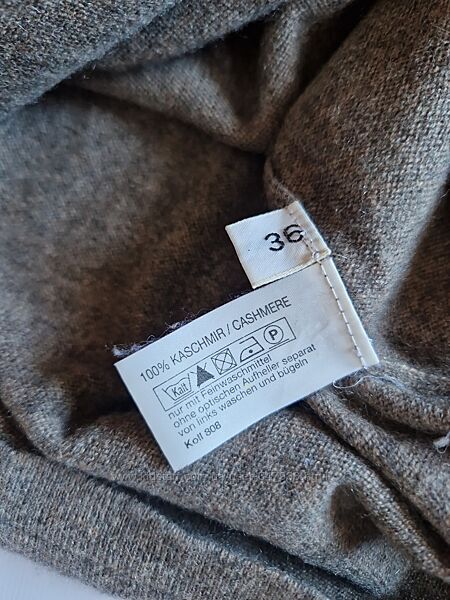 36
100% KASCHMIR / CASHMERE
Kalt P
nur mit Feinwaschmittel
ohne optischen Aufheller separat
von links waschen und bügeln
Koll 808